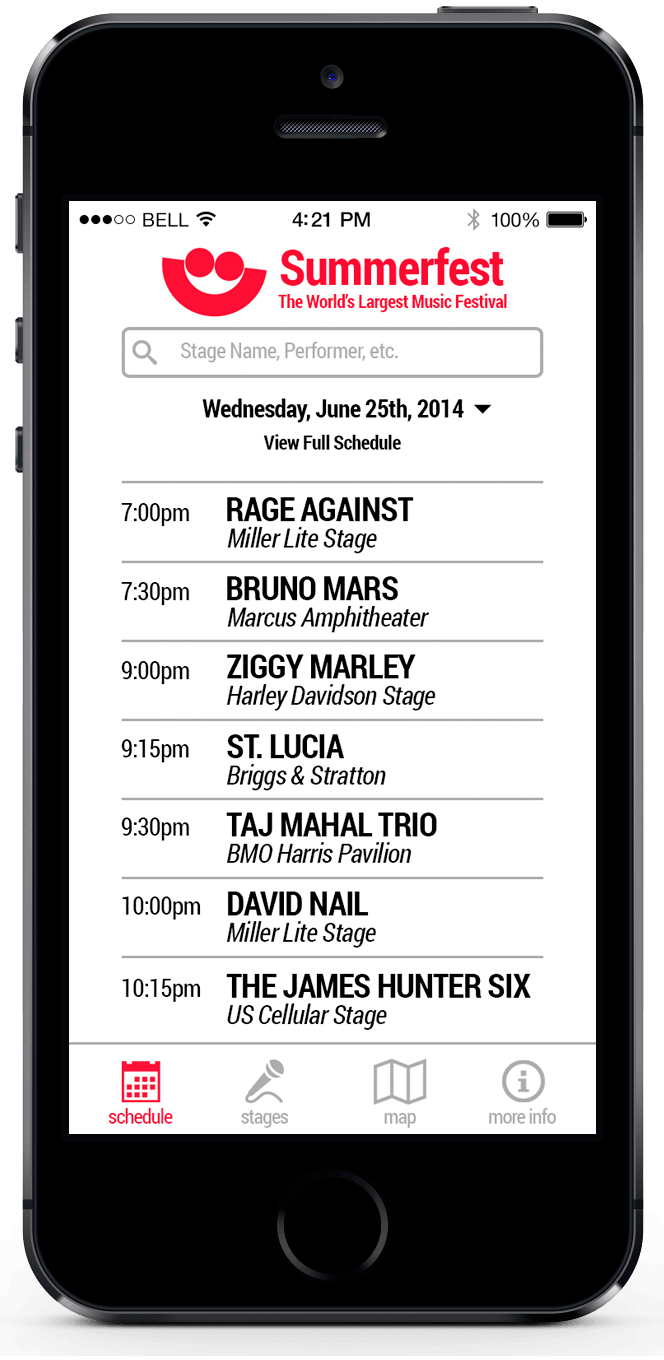 BELL 4:21 PM 100%
Summerfest
The World's Largest Music Festival
Stage Name, Performer, etc.
Wednesday, June 25th, 2014
View Full Schedule
7:00pm RAGE AGAINST
Miller Lite Stage
7:30pm BRUNO MARS
Marcus Amphitheater
9:00pm ZIGGY MARLEY
Harley Davidson Stage
9:15pm ST. LUCIA
Briggs & Stratton
9:30pm TAJ MAHAL TRIO
BMO Harris Pavilion
10:00pm DAVID NAIL
Miller Lite Stage
10:15pm THE JAMES HUNTER SIX
US Cellular Stage
schedule stages map more info